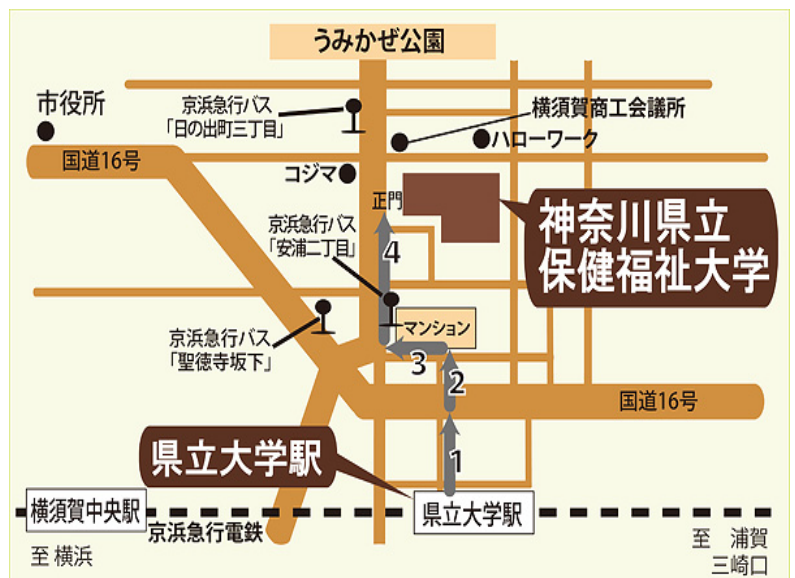 うみかぜ公園
市役所
京浜急行バス
「日の出町三丁目」
横須賀商工会議所
ハローワーク
国道16号
コジマ
正門
神奈川県立
保健福祉大学
京浜急行バス
「安浦二丁目」
4
マンション
京浜急行バス
「聖徳寺坂下」
3
2
国道16号
県立大学駅
1
横須賀中央駅
京浜急行電鉄
県立大学駅
至 横浜
至 浦賀
三崎口